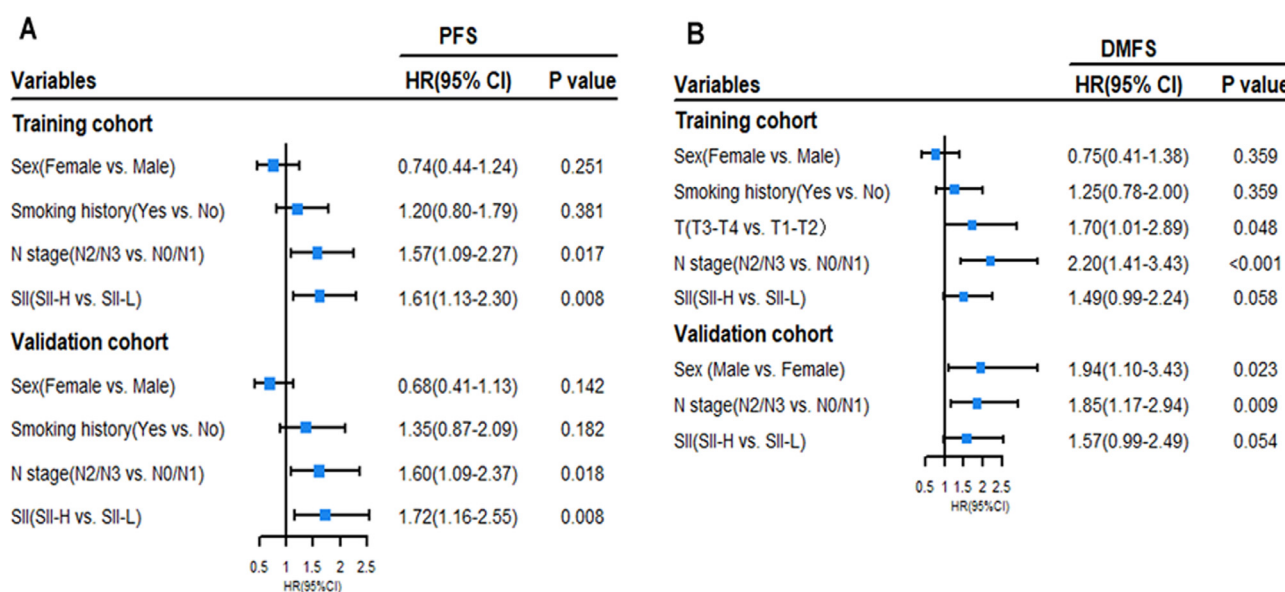 A
PFS
Variables HR(95% CI) P value
Training cohort
Sex(Female vs. Male) 0.74(0.44-1.24) 0.251
Smoking history(Yes vs. No) 1.20(0.80-1.79) 0.381
N stage(N2/N3 vs. N0/N1) 1.57(1.09-2.27) 0.017
SII(SII-H vs. SII-L) 1.61(1.13-2.30) 0.008
Validation cohort
Sex(Female vs. Male) 0.68(0.41-1.13) 0.142
Smoking history(Yes vs. No) 1.35(0.87-2.09) 0.182
N stage(N2/N3 vs. N0/N1) 1.60(1.09-2.37) 0.018
SII(SII-H vs. SII-L) 1.72(1.16-2.55) 0.008
0.5 1 1.5 2 2.5
HR(95%CI)
B
DMFS
Variables HR(95% CI) P value
Training cohort
Sex(Female vs. Male) 0.75(0.41-1.38) 0.359
Smoking history(Yes vs. No) 1.25(0.78-2.00) 0.359
T(T3-T4 vs. T1-T2) 1.70(1.01-2.89) 0.048
N stage(N2/N3 vs. N0/N1) 2.20(1.41-3.43) <0.001
SII(SII-H vs. SII-L) 1.49(0.99-2.24) 0.058
Validation cohort
Sex (Male vs. Female) 1.94(1.10-3.43) 0.023
N stage(N2/N3 vs. N0/N1) 1.85(1.17-2.94) 0.009
SII(SII-H vs. SII-L) 1.57(0.99-2.49) 0.054
0.5 1 1.5 2 2.5
HR(95%CI)